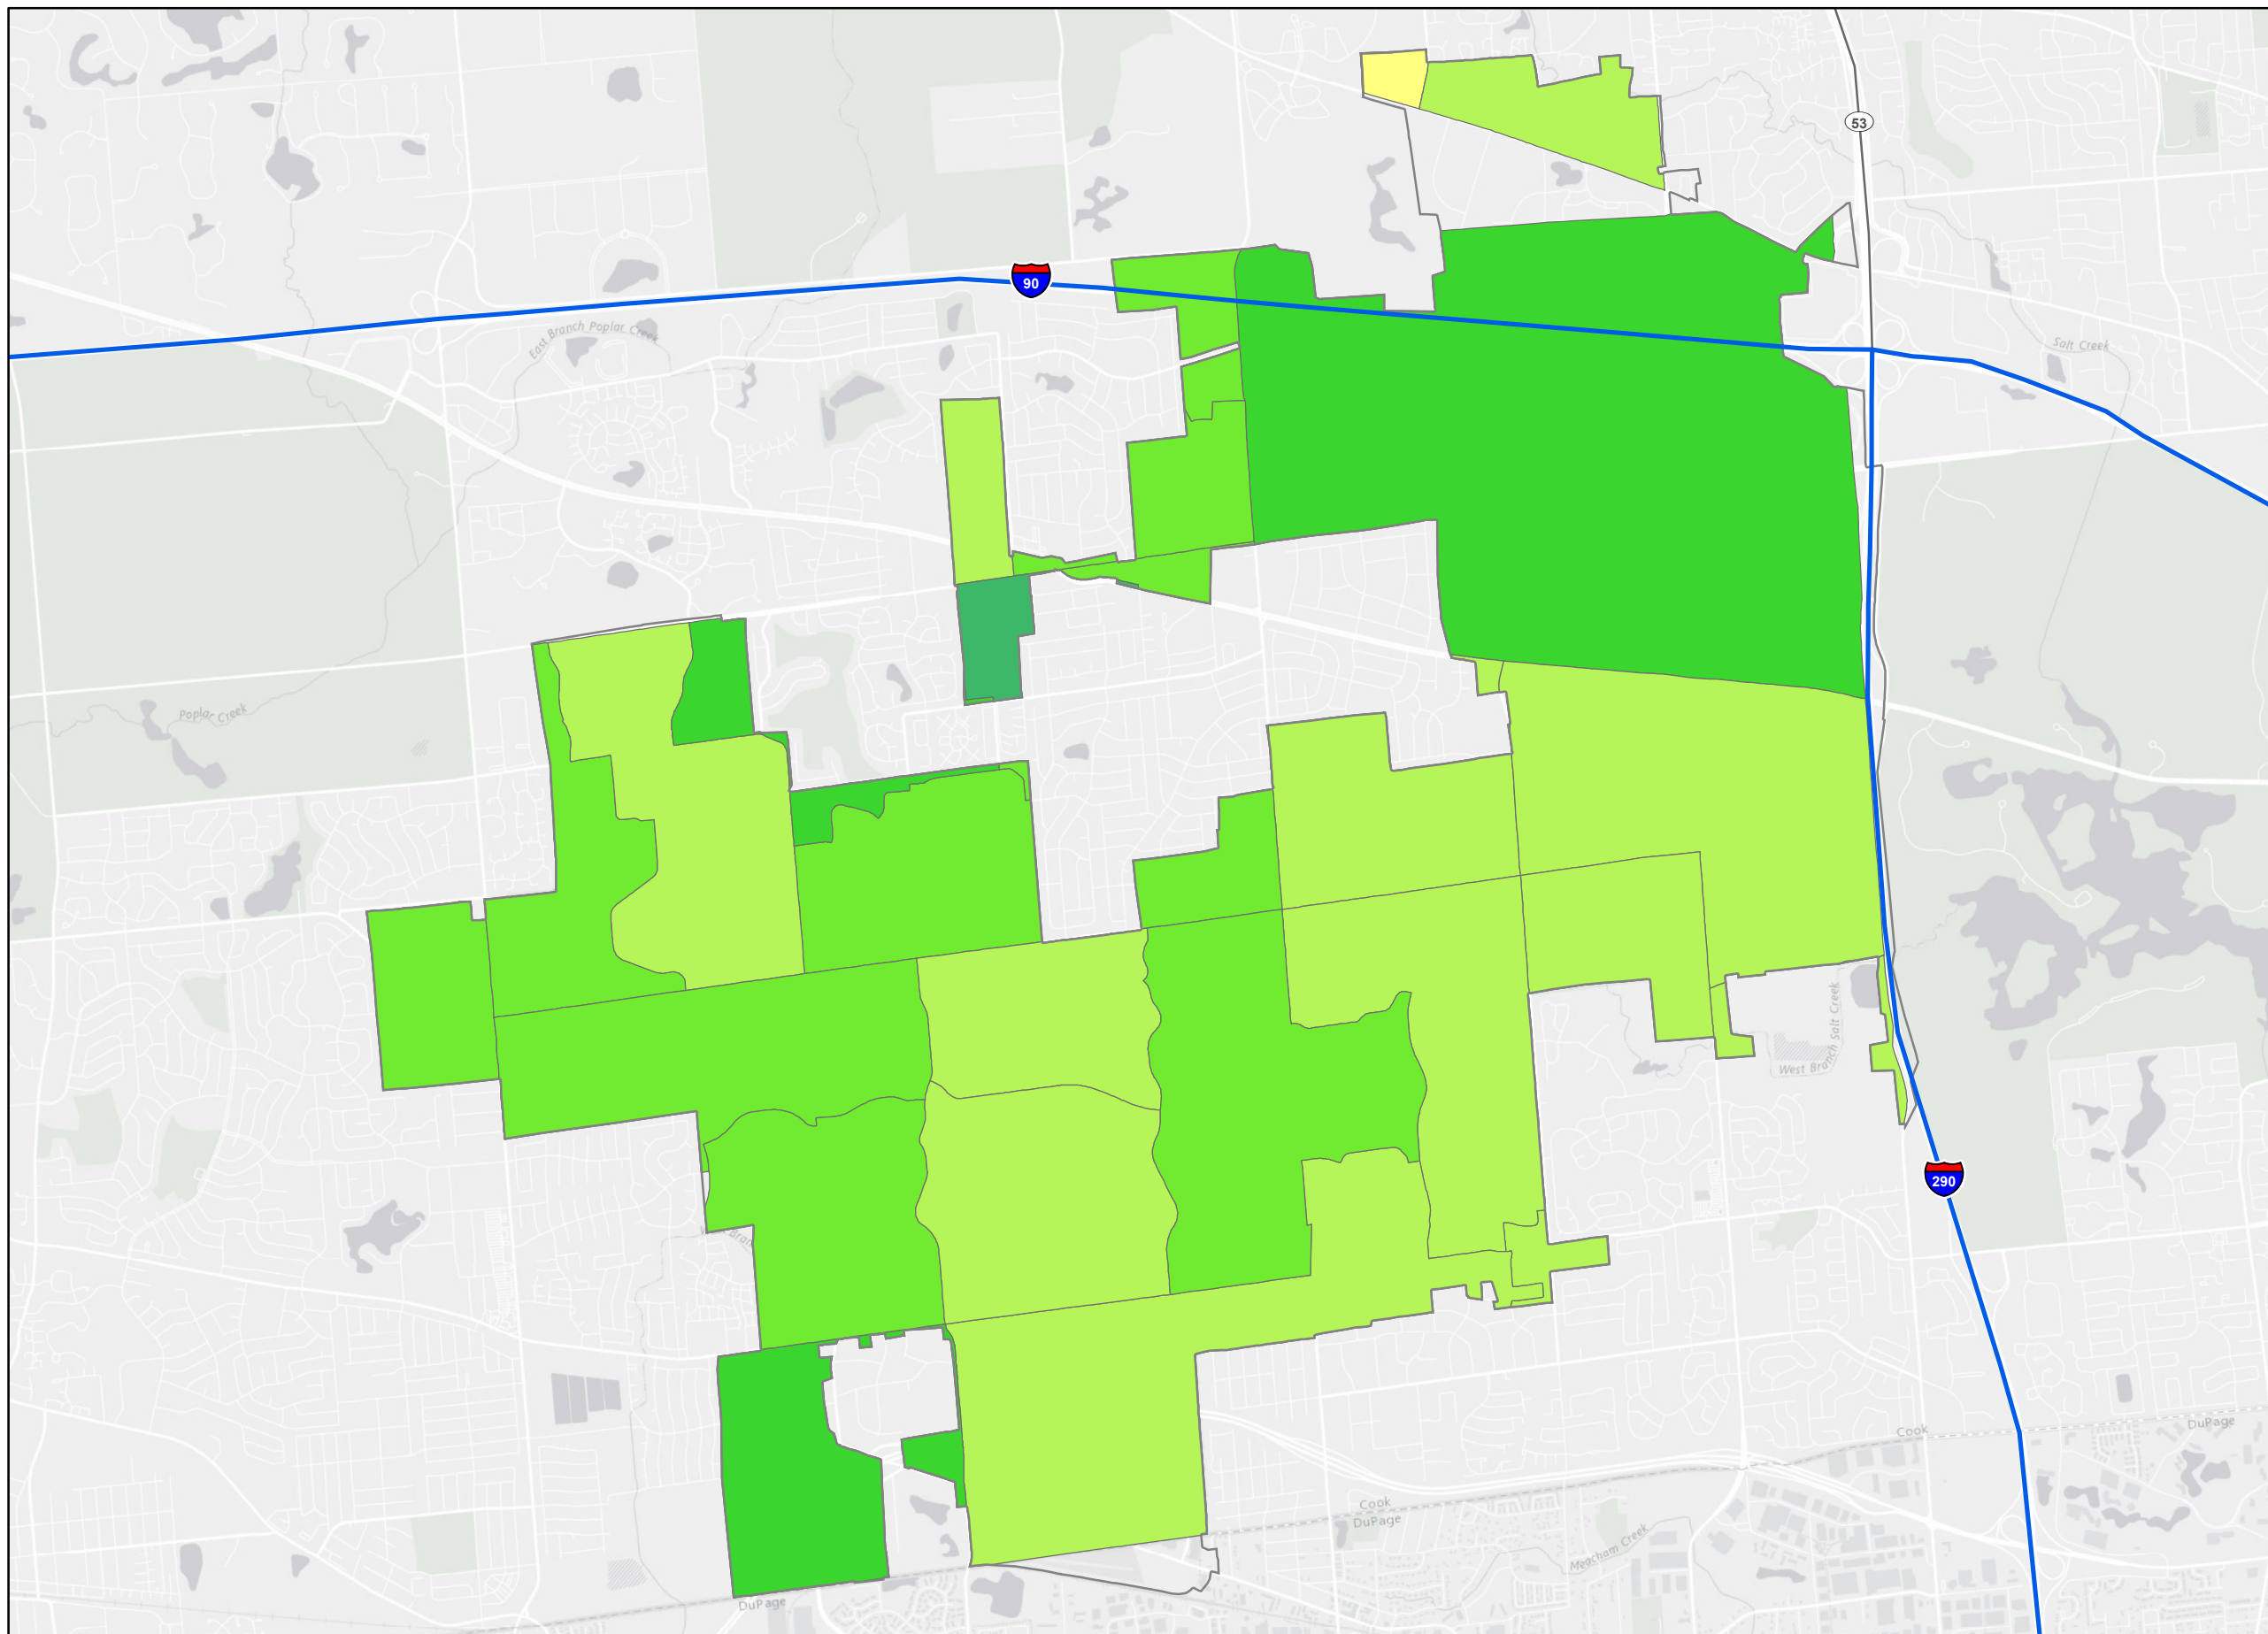 53
90
East Branch Poplar Creek
Salt Creek
Poplar Creek
West Branch Salt Creek
290
Cook
DuPage
Cook
DuPage
Meacham Creek
DuPage